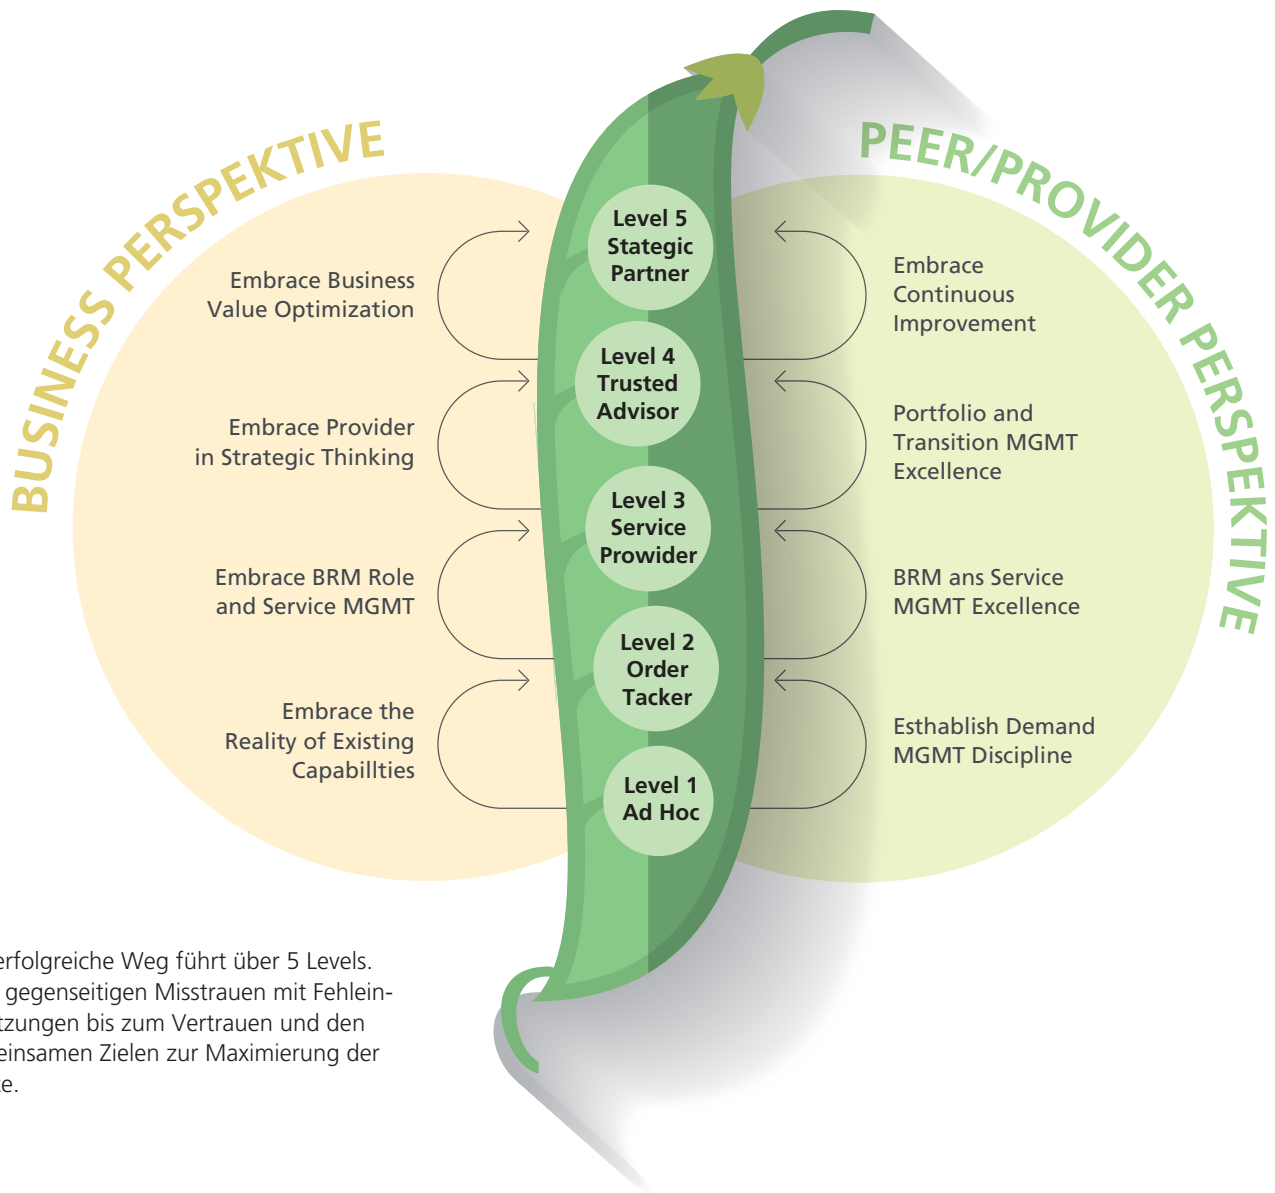 BUSINESS PERSPEKTIVE
PEER/PROVIDER PERSPEKTIVE
Embrace Business
Value Optimization
Embrace Provider
in Strategic Thinking
Embrace BRM Role
and Service MGMT
Embrace the
Reality of Existing
Capabillties
Level 5
Stategic
Partner
Level 4
Trusted
Advisor
Level 3
Service
Prowider
Level 2
Order
Tacker
Level 1
Ad Hoc
Embrace
Continuous
Improvement
Portfolio and
Transition MGMT
Excellence
BRM ans Service
MGMT Excellence
Esthablish Demand
MGMT Discipline
erfolgreiche Weg führt über 5 Levels.
gegenseitigen Misstrauen mit Fehlein-
tzungen bis zum Vertrauen und den
einsamen Zielen zur Maximierung der
e.